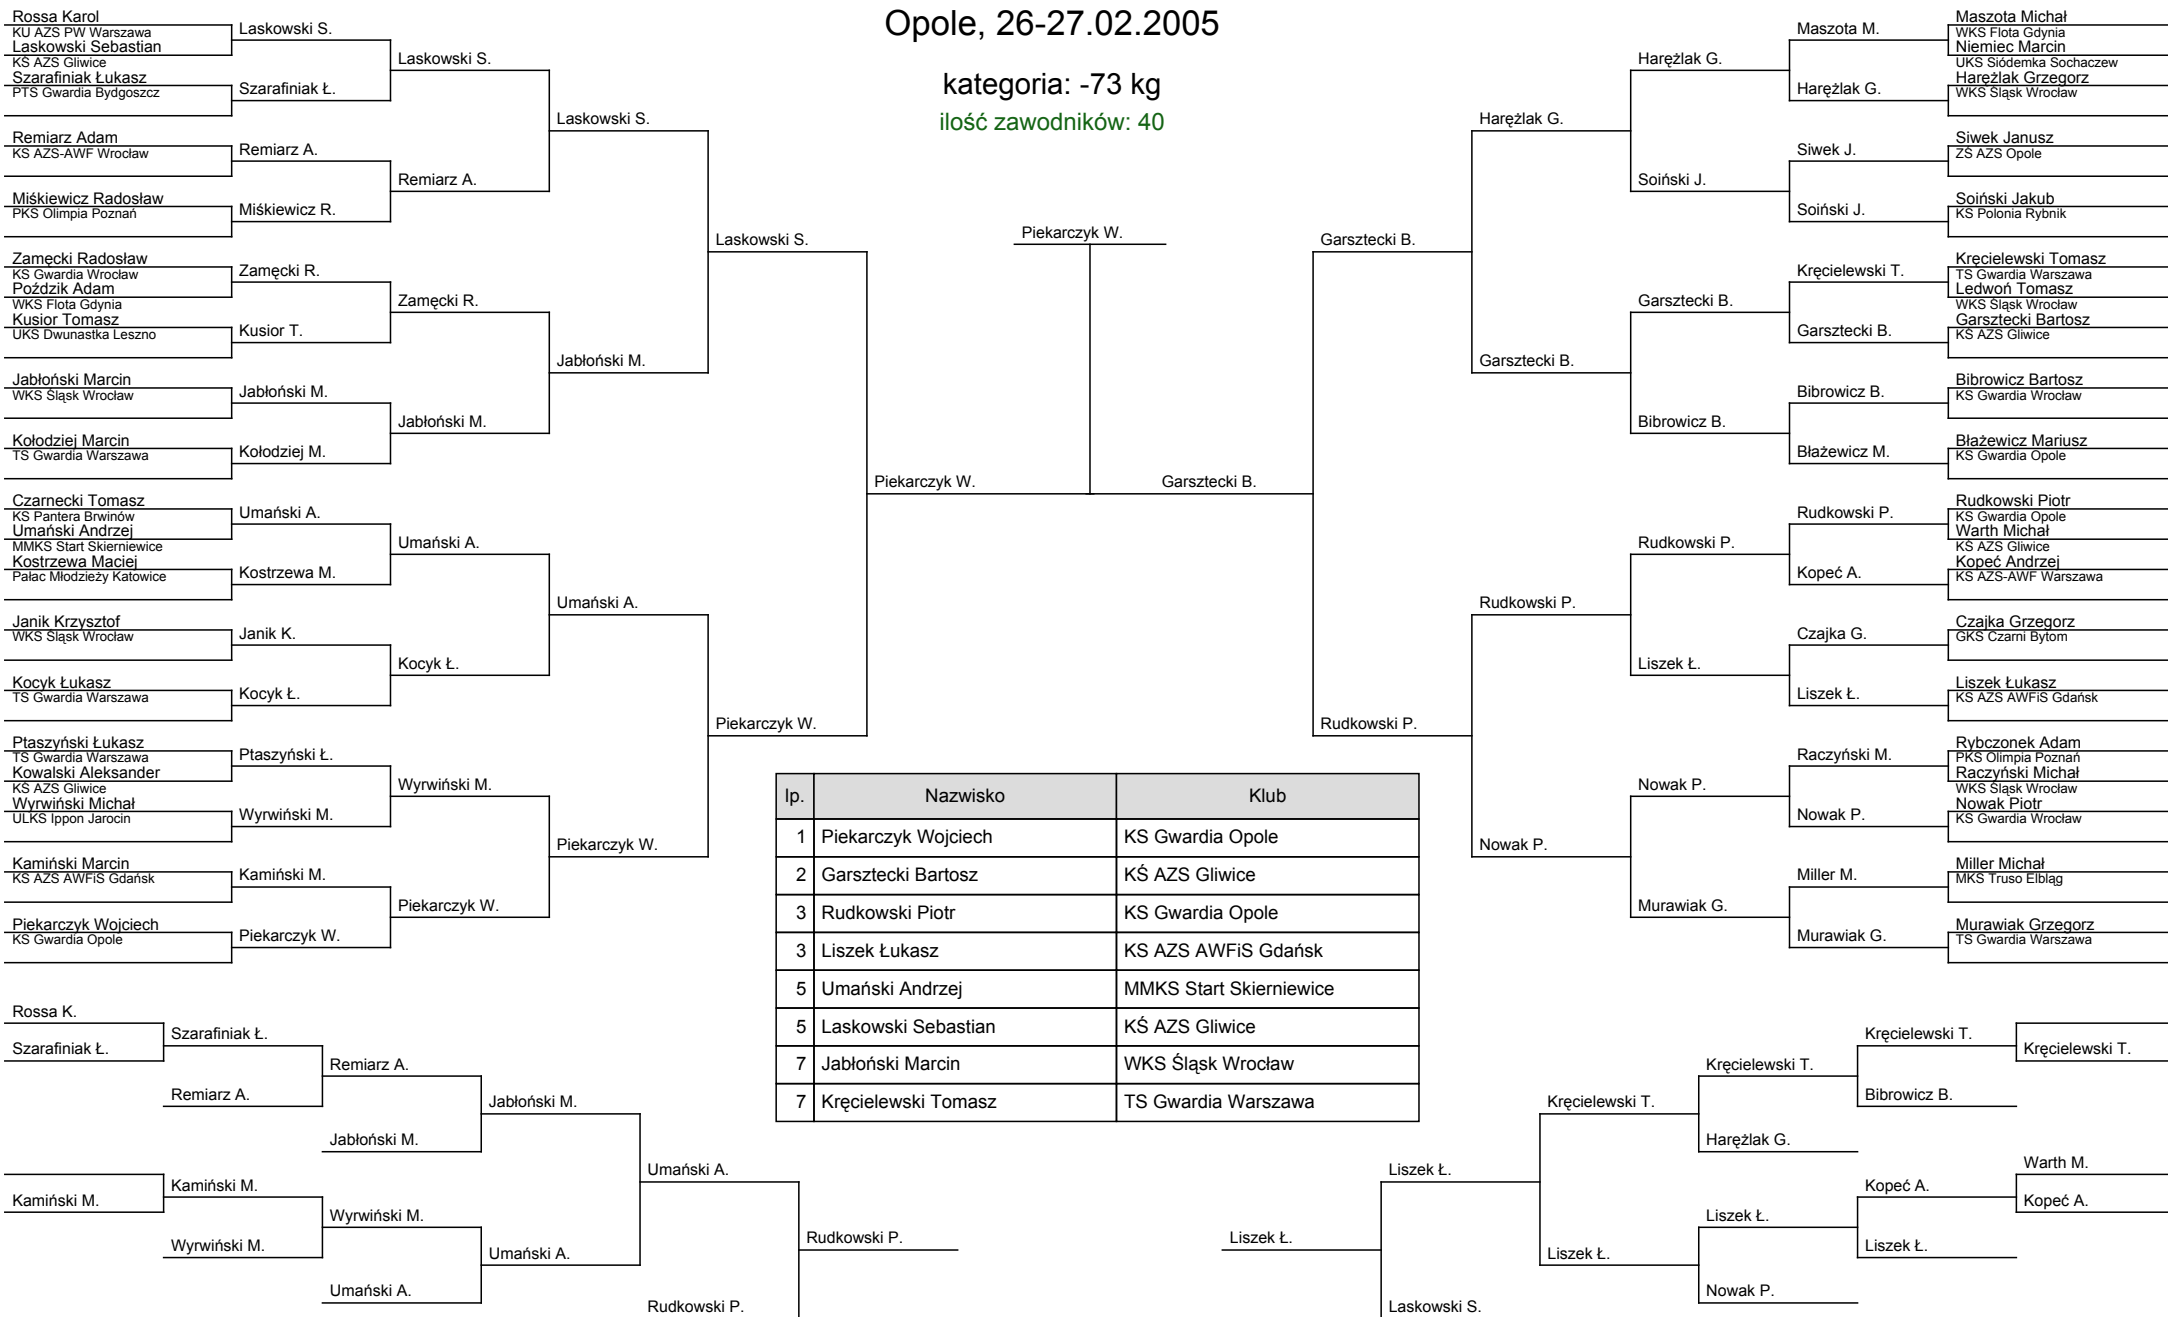 Opole, 26-27.02.2005
kategoria: -73 kg
ilość zawodników: 40
Rossa Karol
KU AZS PW Warszawa
Laskowski Sebastian
KŚ AZS Gliwice
Szarafiniak Łukasz
PTS Gwardia Bydgoszcz
Remiarz Adam
KS AZS-AWF Wrocław
Miśkiewicz Radosław
PKS Olimpia Poznań
Zamęcki Radosław
KS Gwardia Wrocław
Poździk Adam
WKS Flota Gdynia
Kusior Tomasz
UKS Dwunastka Leszno
Jabłoński Marcin
WKS Śląsk Wrocław
Kołodziej Marcin
TS Gwardia Warszawa
Czarnecki Tomasz
KS Pantera Brwinów
Umański Andrzej
MMKS Start Skierniewice
Kostrzewa Maciej
Pałac Młodzieży Katowice
Janik Krzysztof
WKS Śląsk Wrocław
Kocyk Łukasz
TS Gwardia Warszawa
Ptaszyński Łukasz
TS Gwardia Warszawa
Kowalski Aleksander
KŚ AZS Gliwice
Wyrwiński Michał
ULKS Ippon Jarocin
Kamiński Marcin
KS AZS AWFiS Gdańsk
Piekarczyk Wojciech
KS Gwardia Opole
Laskowski S.
Szarafiniak Ł.
Remiarz A.
Miśkiewicz R.
Zamęcki R.
Kusior T.
Jabłoński M.
Kołodziej M.
Umański A.
Kostrzewa M.
Janik K.
Kocyk Ł.
Ptaszyński Ł.
Wyrwiński M.
Kamiński M.
Piekarczyk W.
Laskowski S.
Remiarz A.
Zamęcki R.
Jabłoński M.
Umański A.
Kocyk Ł.
Wyrwiński M.
Piekarczyk W.
Laskowski S.
Jabłoński M.
Umański A.
Piekarczyk W.
Laskowski S.
Piekarczyk W.
Piekarczyk W.
Piekarczyk W.
Garsztecki B.
Garsztecki B.
Rudkowski P.
Harężlak G.
Garsztecki B.
Rudkowski P.
Nowak P.
Harężlak G.
Soiński J.
Garsztecki B.
Bibrowicz B.
Rudkowski P.
Liszek Ł.
Nowak P.
Murawiak G.
Maszota M.
Harężlak G.
Siwek J.
Soiński J.
Kręcielewski T.
Garsztecki B.
Bibrowicz B.
Błażewicz M.
Rudkowski P.
Kopeć A.
Czajka G.
Liszek Ł.
Raczyński M.
Nowak P.
Miller M.
Murawiak G.
Maszota Michał
WKS Flota Gdynia
Niemiec Marcin
UKS Siódemka Sochaczew
Harężlak Grzegorz
WKS Śląsk Wrocław
Siwek Janusz
ZŚ AZS Opole
Soiński Jakub
KS Polonia Rybnik
Kręcielewski Tomasz
TS Gwardia Warszawa
Ledwoń Tomasz
WKS Śląsk Wrocław
Garsztecki Bartosz
KŚ AZS Gliwice
Bibrowicz Bartosz
KS Gwardia Wrocław
Błażewicz Mariusz
KS Gwardia Opole
Rudkowski Piotr
KS Gwardia Opole
Warth Michał
KŚ AZS Gliwice
Kopeć Andrzej
KS AZS-AWF Warszawa
Czajka Grzegorz
GKS Czarni Bytom
Liszek Łukasz
KS AZS AWFiS Gdańsk
Rybczonek Adam
PKS Olimpia Poznań
Raczyński Michał
WKS Śląsk Wrocław
Nowak Piotr
KS Gwardia Wrocław
Miller Michał
MKS Truso Elbląg
Murawiak Grzegorz
TS Gwardia Warszawa
lp. Nazwisko Klub
1 Piekarczyk Wojciech KS Gwardia Opole
2 Garsztecki Bartosz KŚ AZS Gliwice
3 Rudkowski Piotr KS Gwardia Opole
3 Liszek Łukasz KS AZS AWFiS Gdańsk
5 Umański Andrzej MMKS Start Skierniewice
5 Laskowski Sebastian KŚ AZS Gliwice
7 Jabłoński Marcin WKS Śląsk Wrocław
7 Kręcielewski Tomasz TS Gwardia Warszawa
Rossa K.
Szarafiniak Ł.
Kamiński M.
Szarafiniak Ł.
Remiarz A.
Kamiński M.
Wyrwiński M.
Remiarz A.
Jabłoński M.
Wyrwiński M.
Umański A.
Jabłoński M.
Umański A.
Umański A.
Rudkowski P.
Rudkowski P.
Liszek Ł.
Liszek Ł.
Laskowski S.
Kręcielewski T.
Liszek Ł.
Kręcielewski T.
Harężlak G.
Liszek Ł.
Nowak P.
Kręcielewski T.
Bibrowicz B.
Kopeć A.
Liszek Ł.
Kręcielewski T.
Warth M.
Kopeć A.